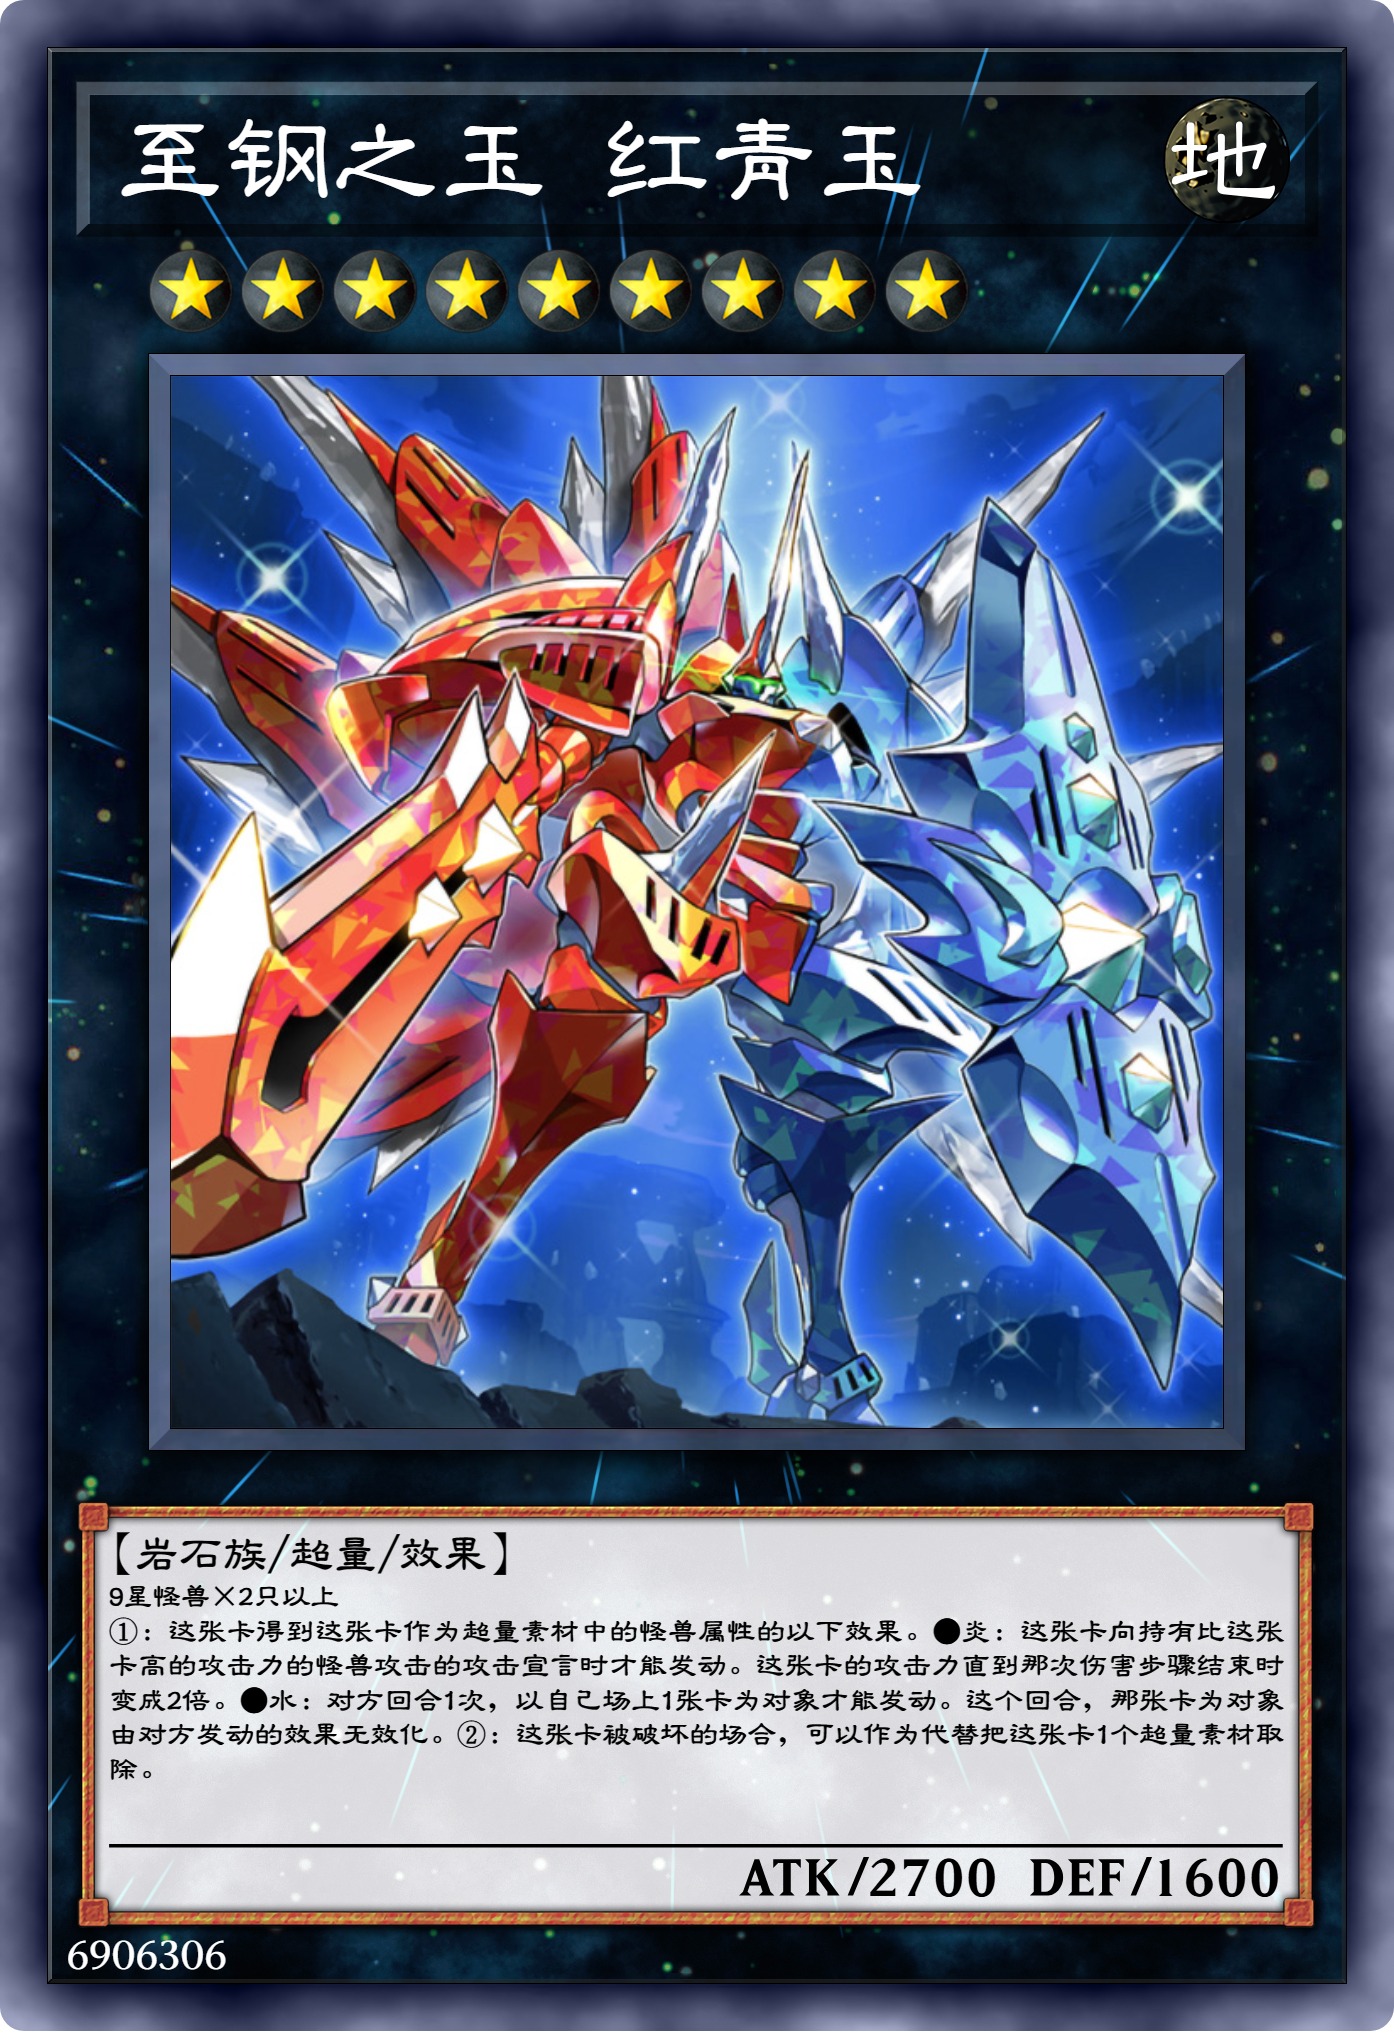 至钢之玉 红青玉
地
【岩石族/超量/效果】
9星怪兽×2只以上
①：这张卡得到这张卡作为超量素材中的怪兽属性的以下效果。●炎：这张卡向持有比这张
卡高的攻击力的怪兽攻击的攻击宣言时才能发动。这张卡的攻击力直到那次伤害步骤结束时
变成2倍。●水：对方回合1次，以自己场上1张卡为对象才能发动。这个回合，那张卡为对象
由对方发动的效果无效化。②：这张卡被破坏的场合，可以作为代替把这张卡1个超量素材取
除。
ATK/2700 DEF/1600
6906306